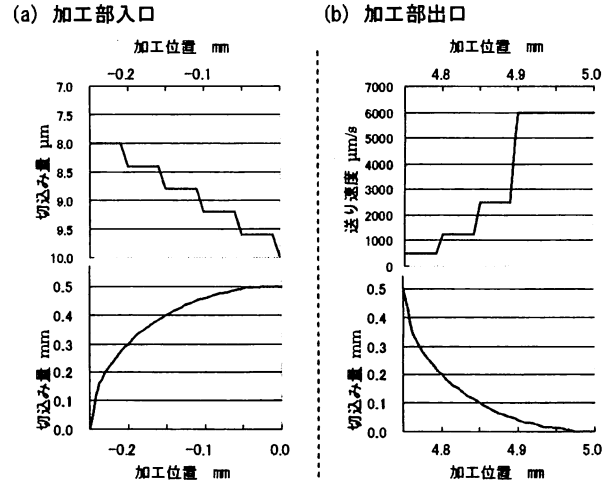 (a) 加工部入口
加工位置 mm
-0.2 -0.1
切込み量 μm
7.0
7.5
8.0
8.5
9.0
9.5
10.0
切込み量 mm
0.5
0.4
0.3
0.2
0.1
0.0
-0.2 -0.1 0.0
加工位置 mm
(b) 加工部出口
加工位置 mm
4.8 4.9 5.0
送り速度 μm/s
7000
6000
5000
4000
3000
2000
1000
0
切込み量 mm
0.5
0.4
0.3
0.2
0.1
0.0
4.8 4.9 5.0
加工位置 mm